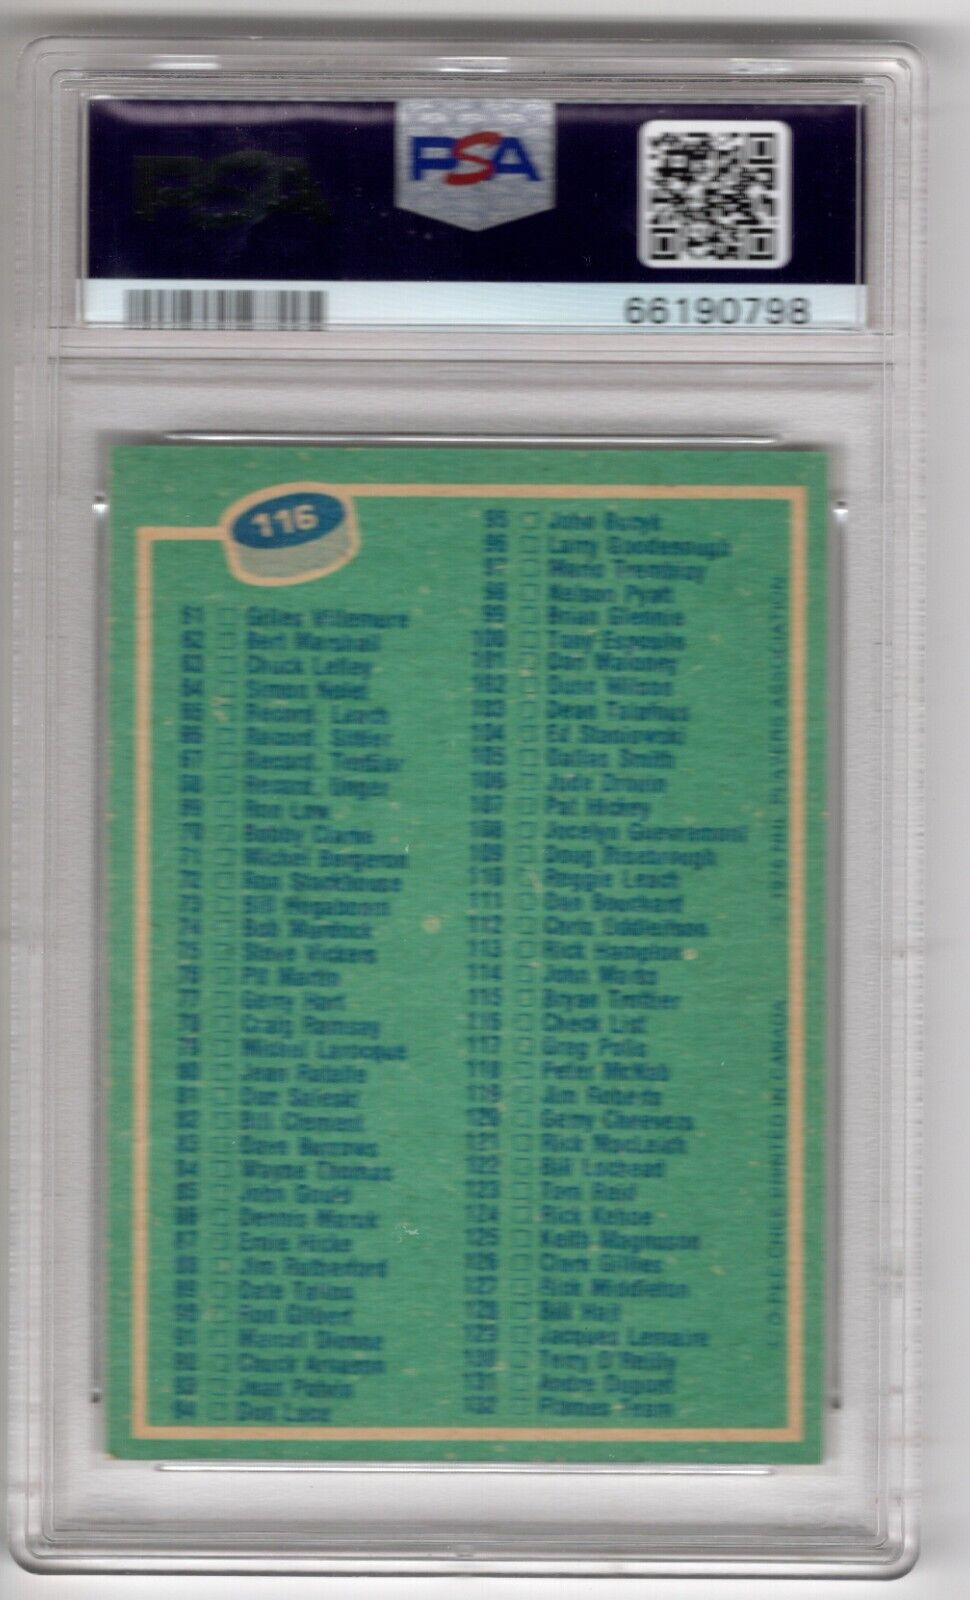 PSA
PSA
66190798
116
61 Gilles Villemure
62 Bert Marshall
63 Chuck Lefley
64 Simon Nolet
65 Record, Leach
66 Record, Sittler
67 Record,
68 Record, Unger
69 Ron Low
70 Bobby Clarke
71 Michel Bergeron
72 Ron Stackhouse
73 Bill Hogaboam
74 Bob Murdoch
75 Steve Vickers
76 Pit Martin
77 Gerry Hart
78 Craig Ramsay
79 Michel Larocque
80 Jean Ratelle
81 Don Saleski
82 Bill Clement
83 Dave Burrows
84 Wayne Thomas
85 John Gould
86 Dennis Maruk
87 Ernie Hicke
88 Jim Rutherford
89 Dale Tallon
90 Rod Gilbert
91 Marcel Dionne
92 Chuck Arnason
93 Jean Potvin
94 Don Luce
95 John Bucyk
96 Larry Goodenough
97 Mario Tremblay
98 Nelson Pyatt
99 Brian Glennie
100 Tony Esposito
101 Dan Maloney
102 Dunc Wilson
103 Dean Talafous
104 Ed Staniowski
105 Dallas Smith
106 Jude Drouin
107 Pat Hickey
108 Jocelyn Guevremont
109 Doug Risebrough
110 Reggie Leach
111 Dan Bouchard
112 Chris Oddleifson
113 Rick Hampton
114 John Marks
115 Bryan Trottier
116 Check List
117 Greg Polis
118 Peter McNab
119 Jim Roberts
120 Gerry Cheevers
121 Rick MacLeish
122 Bill Lochead
123 Tom Reid
124 Rick Kehoe
125 Keith Magnuson
126 Clark Gillies
127 Rick Middleton
128 Bill Hajt
129 Jacques Lemaire
130 Terry O'Reilly
131 Andre Dupont
132 Flames Team
© O-PEE-CHEE PRINTED IN CANADA © 1976 NHL PLAYERS ASSOCIATION